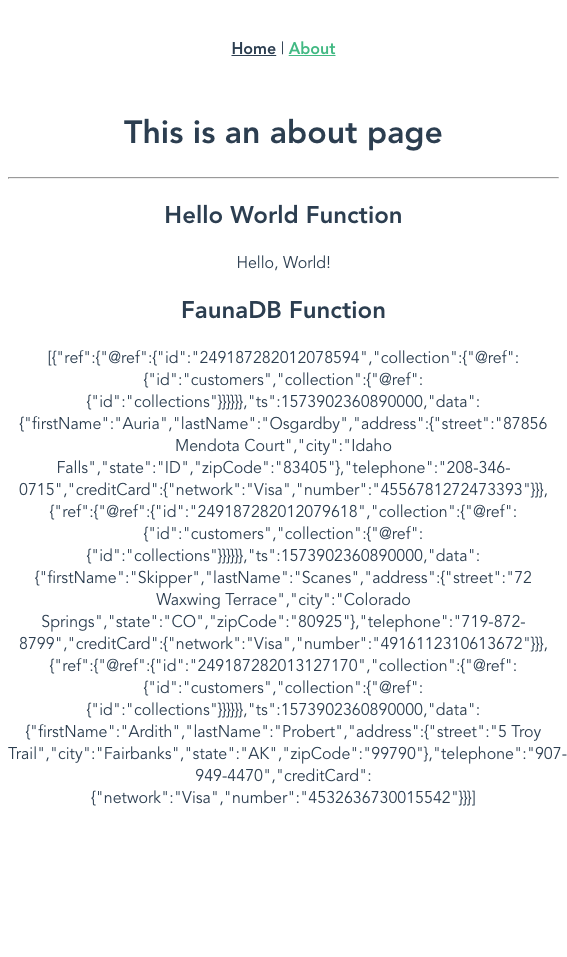 Home | About
This is an about page
Hello World Function
Hello, World!
FaunaDB Function
[{"ref":{"@ref":{"id":"249187282012078594","collection":{"@ref":
{"id":"customers","collection":{"@ref":
{"id":"collections"}}}}}},"ts":1573902360890000,"data":
{"firstName":"Auria","lastName":"Osgardby","address":{"street":"87856
Mendota Court","city":"Idaho
Falls","state":"ID","zipCode":"83405"},"telephone":"208-346-
0715","creditCard":{"network":"Visa","number":"4556781272473393"}}},
{"ref":{"@ref":{"id":"249187282012079618","collection":{"@ref":
{"id":"customers","collection":{"@ref":
{"id":"collections"}}}}}},"ts":1573902360890000,"data":
{"firstName":"Skipper","lastName":"Scanes","address":{"street":"72
Waxwing Terrace","city":"Colorado
Springs","state":"CO","zipCode":"80925"},"telephone":"719-872-
8799","creditCard":{"network":"Visa","number":"4916112310613672"}}},
{"ref":{"@ref":{"id":"249187282013127170","collection":{"@ref":
{"id":"customers","collection":{"@ref":
{"id":"collections"}}}}}},"ts":1573902360890000,"data":
{"firstName":"Ardith","lastName":"Probert","address":{"street":"5 Troy
Trail","city":"Fairbanks","state":"AK","zipCode":"99790"},"telephone":"907-
949-4470","creditCard":
{"network":"Visa","number":"4532636730015542"}}}]